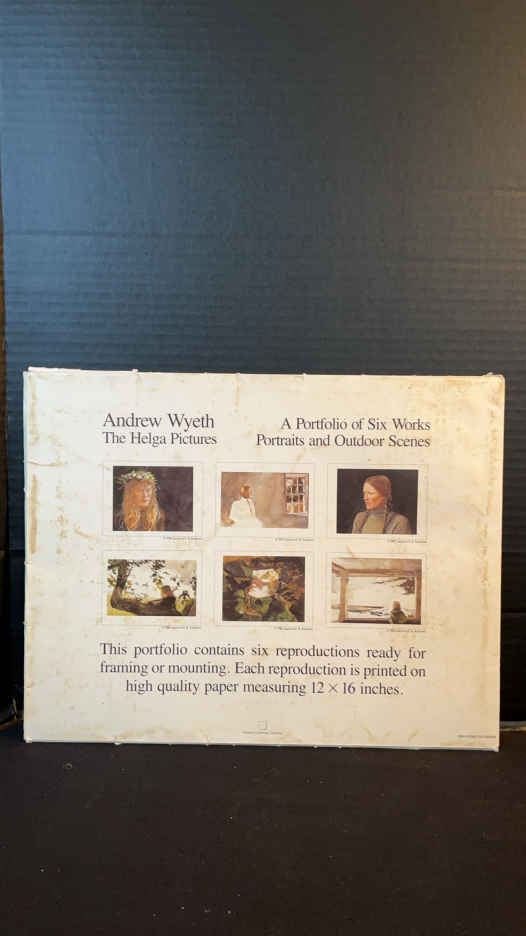 Andrew Wyeth
The Helga Pictures
A Portfolio of Six Works
Portraits and Outdoor Scenes
This portfolio contains six reproductions ready for
framing or mounting. Each reproduction is printed on
high quality paper measuring 12 × 16 inches.